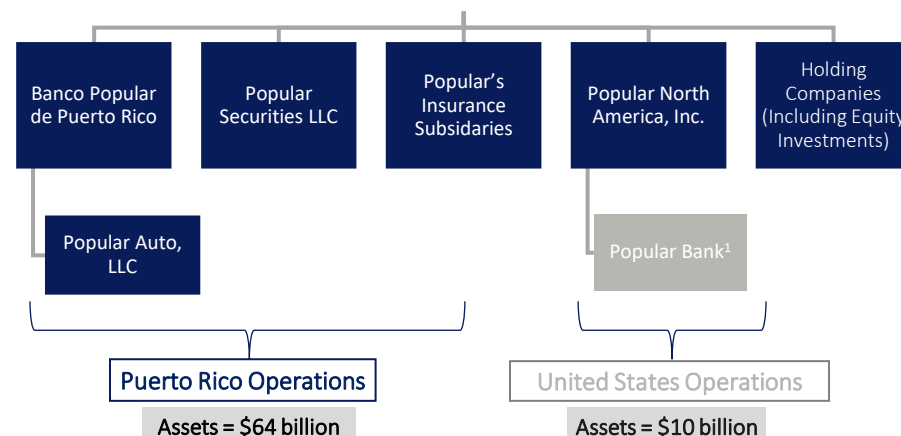 Banco Popular
de Puerto Rico
Popular
Securities LLC
Popular’s
Insurance
Subsidaries
Popular North
America, Inc.
Holding
Companies
(Including Equity
Investments)
Popular Auto,
LLC
Popular Bank¹
Puerto Rico Operations
United States Operations
Assets = $64 billion
Assets = $10 billion